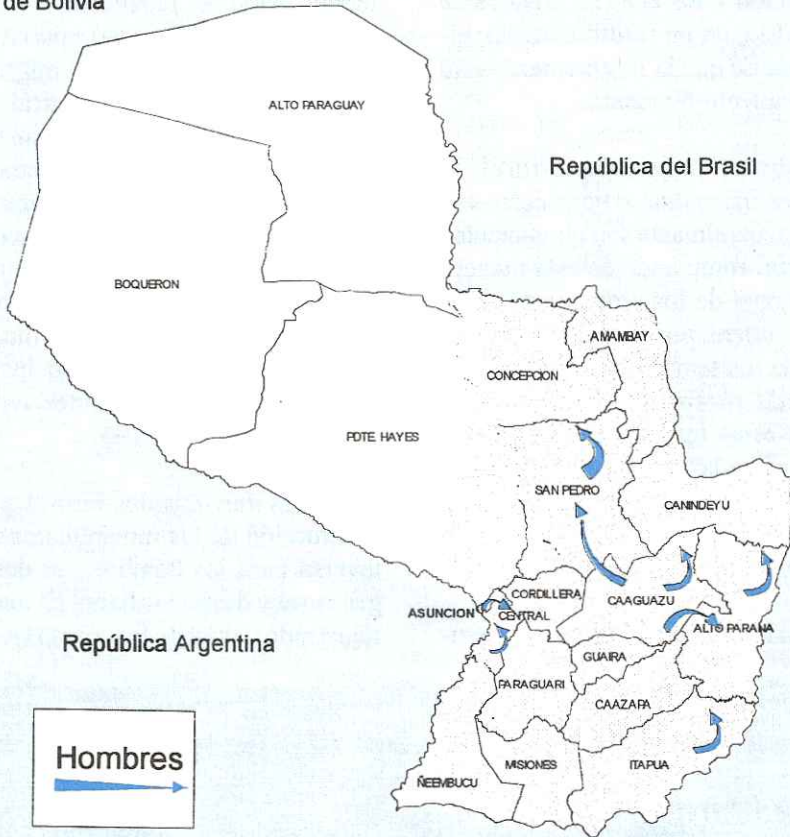 de Bolivia
ALTO PARAGUAY
República del Brasil
BOQUERON
AMAMBAY
CONCEPCION
PDTE. HAYES
SAN PEDRO
CANINDEYU
CORDILLERA
ASUNCION
CENTRAL
CAAGUAZU
ALTO PARANA
República Argentina
GUAIRA
PARAGUARI
CAAZAPA
Hombres
MISIONES
ITAPUA
ÑEEMBUCU